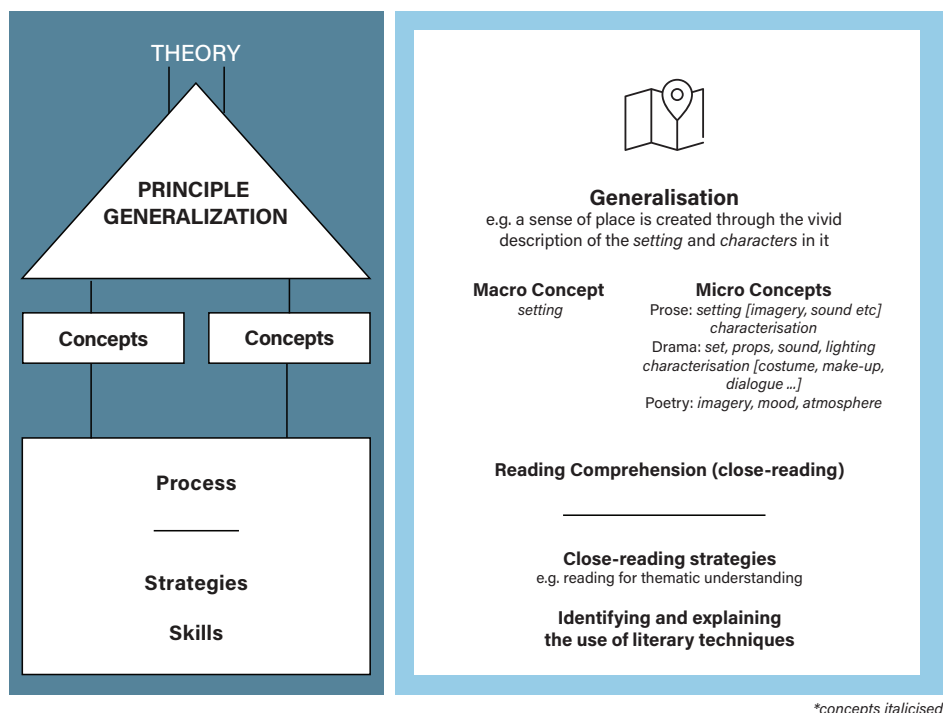 THEORY
PRINCIPLE
GENERALIZATION
Concepts
Concepts
Process
Strategies
Skills
Generalisation
e.g. a sense of place is created through the vivid
description of the setting and characters in it
Macro Concept
setting
Micro Concepts
Prose: setting [imagery, sound etc]
characterisation
Drama: set, props, sound, lighting
characterisation [costume, make-up,
dialogue ...]
Poetry: imagery, mood, atmosphere
Reading Comprehension (close-reading)
Close-reading strategies
e.g. reading for thematic understanding
Identifying and explaining
the use of literary techniques
*concepts italicised